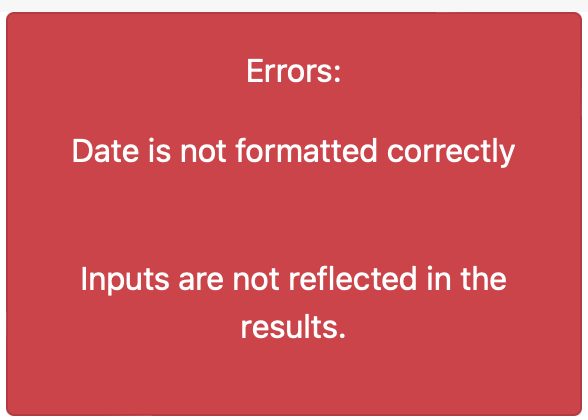 Errors:
Date is not formatted correctly
Inputs are not reflected in the
results.